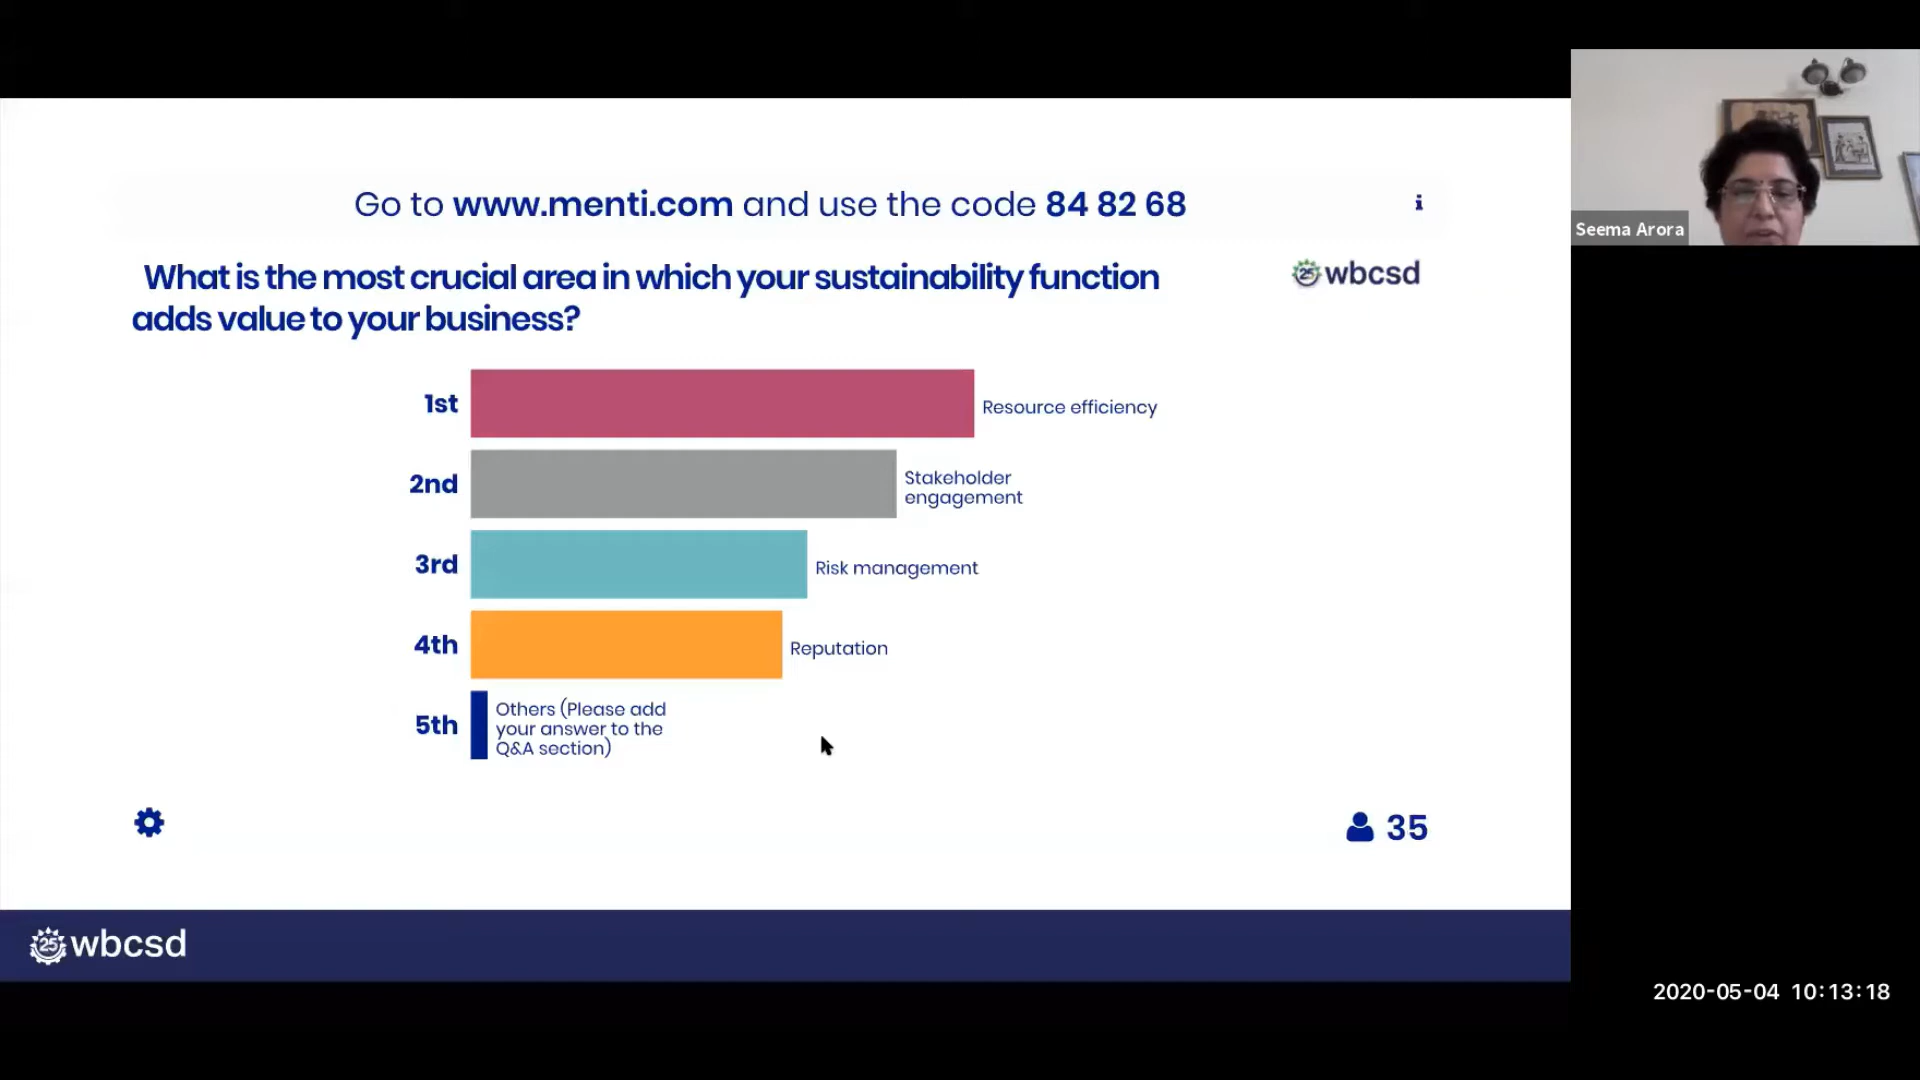 Go to www.menti.com and use the code 84 82 68
i
What is the most crucial area in which your sustainability function
adds value to your business?
25 wbcsd
1st
Resource efficiency
2nd
Stakeholder
engagement
3rd
Risk management
4th
Reputation
5th
Others (Please add
your answer to the
Q&A section)
35
25 wbcsd
Seema Arora
2020-05-04 10:13:18